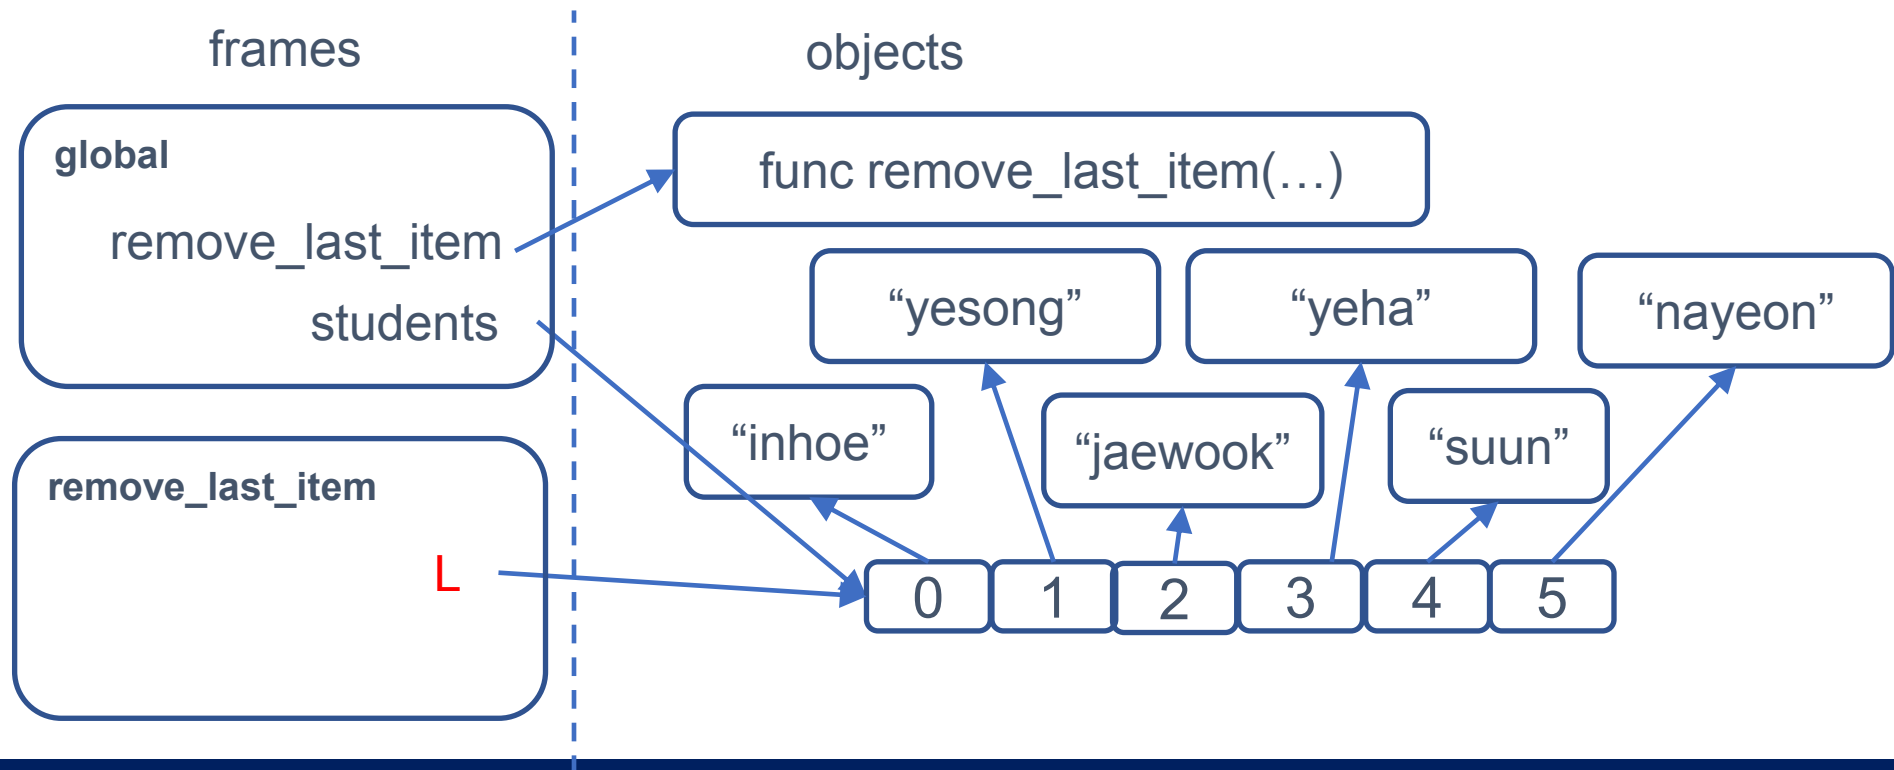 frames
objects
global
func remove_last_item(…)
remove_last_item
students
“yesong”
“yeha”
“nayeon”
“inhoe”
“jaewook”
“suun”
remove_last_item
L
0 1 2 3 4 5